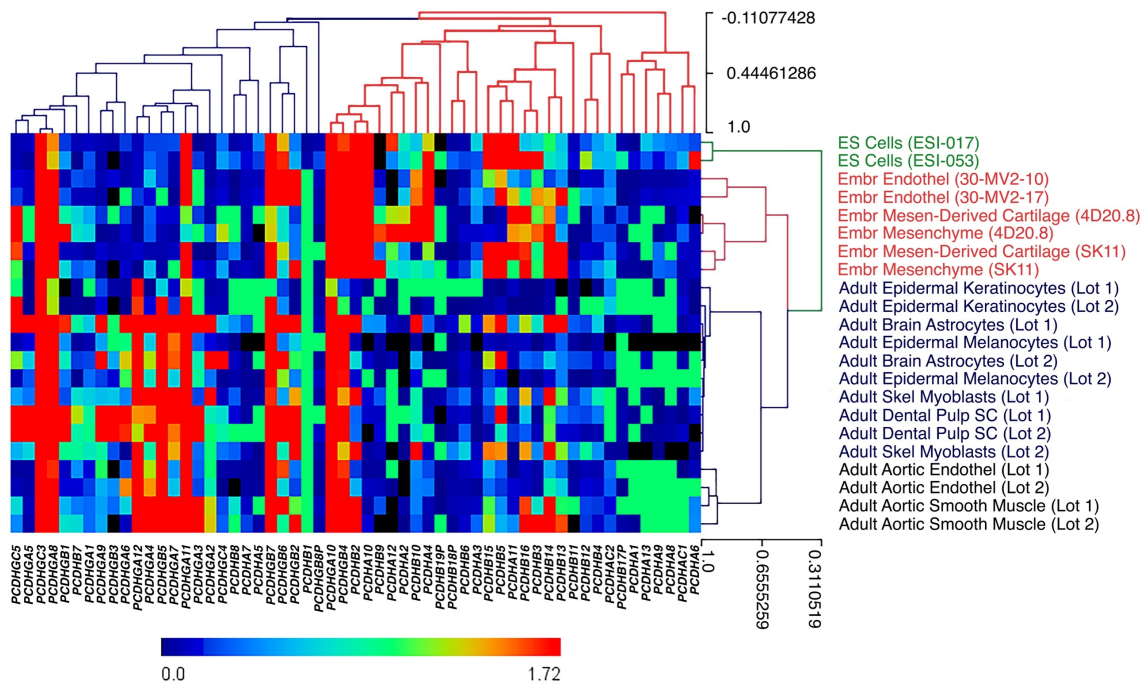 -0.11077428
0.44461286
1.0
ES Cells (ESI-017)
ES Cells (ESI-053)
Embr Endothel (30-MV2-10)
Embr Endothel (30-MV2-17)
Embr Mesen-Derived Cartilage (4D20.8)
Embr Mesenchyme (4D20.8)
Embr Mesen-Derived Cartilage (SK11)
Embr Mesenchyme (SK11)
Adult Epidermal Keratinocytes (Lot 1)
Adult Epidermal Keratinocytes (Lot 2)
Adult Brain Astrocytes (Lot 1)
Adult Epidermal Melanocytes (Lot 1)
Adult Brain Astrocytes (Lot 2)
Adult Epidermal Melanocytes (Lot 2)
Adult Skel Myoblasts (Lot 1)
Adult Dental Pulp SC (Lot 1)
Adult Dental Pulp SC (Lot 2)
Adult Skel Myoblasts (Lot 2)
Adult Aortic Endothel (Lot 1)
Adult Aortic Endothel (Lot 2)
Adult Aortic Smooth Muscle (Lot 1)
Adult Aortic Smooth Muscle (Lot 2)
PCDHGC5
PCDHGA5
PCDHGC3
PCDHGA8
PCDHGB1
PCDHB7
PCDHGA1
PCDHGA9
PCDHGB3
PCDHGA6
PCDHGA12
PCDHGA4
PCDHGB5
PCDHGA7
PCDHGA11
PCDHGA3
PCDHGA2
PCDHGC4
PCDHB8
PCDHA7
PCDHA5
PCDHGB7
PCDHGB6
PCDHGB2
PCDHB1
PCDHGB8P
PCDHGA10
PCDHGB4
PCDHB2
PCDHA10
PCDHB9
PCDHA12
PCDHA2
PCDHB10
PCDHA4
PCDHB19P
PCDHB18P
PCDHB6
PCDHA3
PCDHB15
PCDHB5
PCDHA11
PCDHB16
PCDHB3
PCDHB14
PCDHB13
PCDHB11
PCDHB12
PCDHB4
PCDHAC2
PCDHB17P
PCDHA1
PCDHA13
PCDHA9
PCDHA8
PCDHAC1
PCDHA6
1.0
0.6555259
0.3110519
0.0
1.72